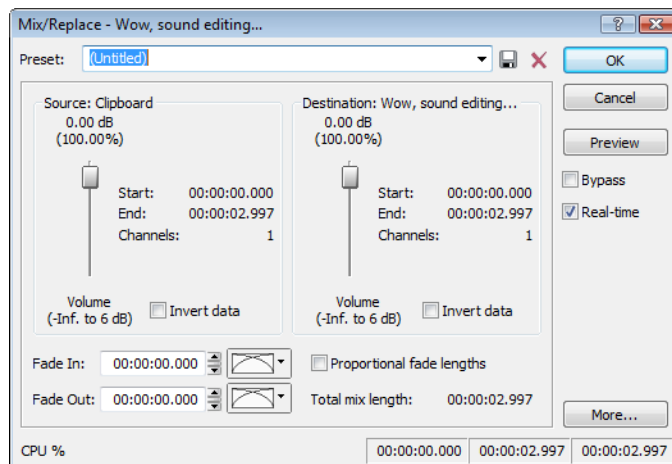 Mix/Replace - Wow, sound editing...
Preset: (Untitled)
OK
Cancel
Preview
Bypass
Real-time
More...
Source: Clipboard
0.00 dB
(100.00%)
Start: 00:00:00.000
End: 00:00:02.997
Channels: 1
Volume
(-Inf. to 6 dB)
Invert data
Destination: Wow, sound editing...
0.00 dB
(100.00%)
Start: 00:00:00.000
End: 00:00:02.997
Channels: 1
Volume
(-Inf. to 6 dB)
Invert data
Fade In: 00:00:00.000
Proportional fade lengths
Fade Out: 00:00:00.000
Total mix length: 00:00:02.997
CPU % 00:00:00.000 00:00:02.997 00:00:02.997